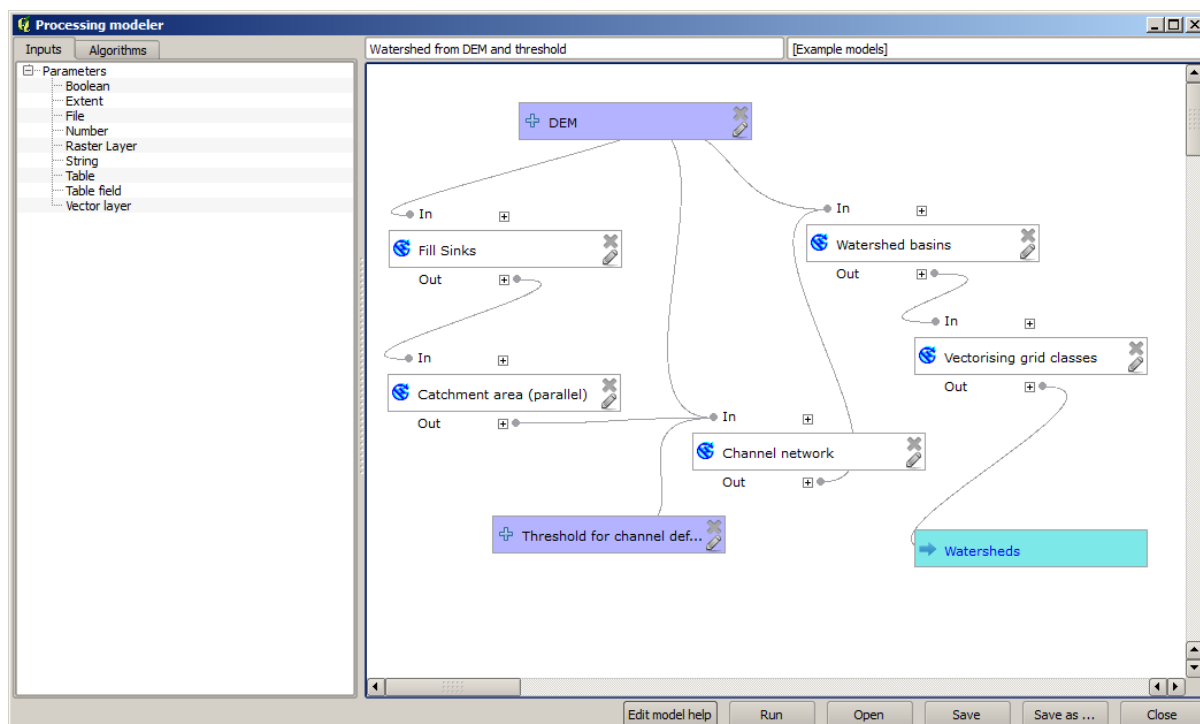 Processing modeler
Inputs
Algorithms
Parameters
Boolean
Extent
File
Number
Raster Layer
String
Table
Table field
Vector layer
Watershed from DEM and threshold
[Example models]
DEM
In
Fill Sinks
Out
In
Catchment area (parallel)
Out
In
Channel network
Out
Threshold for channel def...
In
Watershed basins
Out
In
Vectorising grid classes
Out
Watersheds
Edit model help
Run
Open
Save
Save as ...
Close